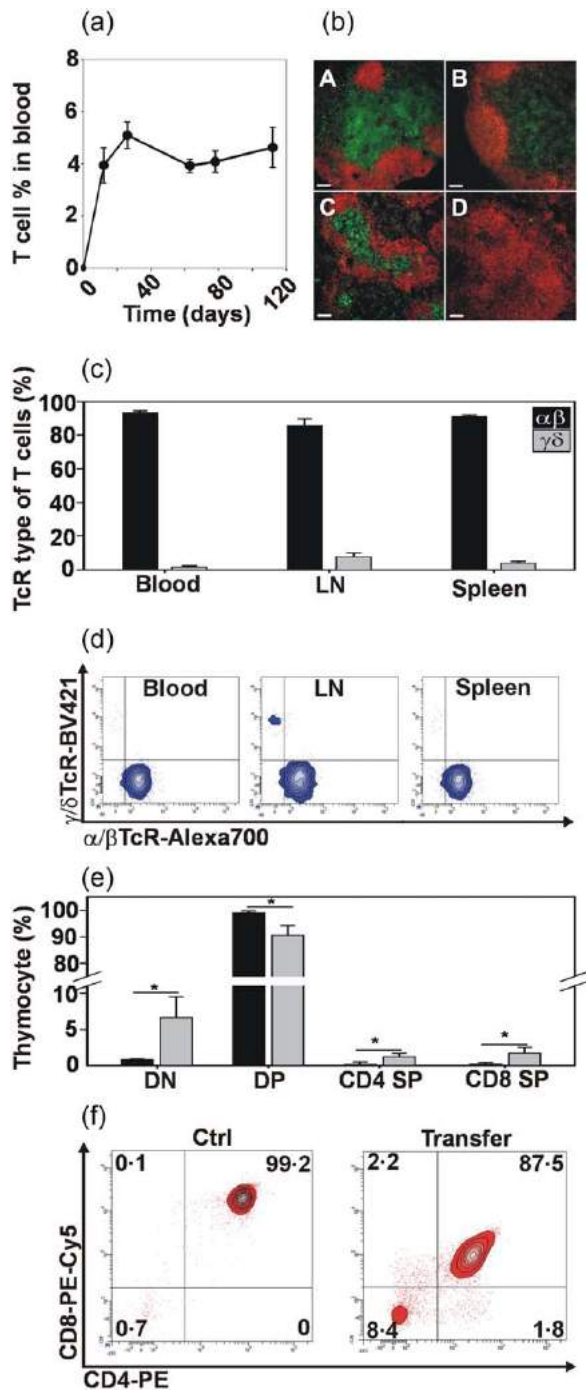 (a)
(b)
T cell % in blood
8
6
4
2
0
0
40
80
120
Time (days)
A
B
C
D
(c)
TcR type of T cells (%)
100
80
60
40
20
0
αβ
γδ
Blood
LN
Spleen
(d)
γ/δTcR-BV421
Blood
LN
Spleen
α/βTcR-Alexa700
(e)
Thymocyte (%)
100
90
80
10
5
0
*
*
*
*
DN
DP
CD4 SP
CD8 SP
(f)
CD8-PE-Cy5
Ctrl
Transfer
0·1
99·2
2·2
87·5
0·7
0
8·4
1·8
CD4-PE